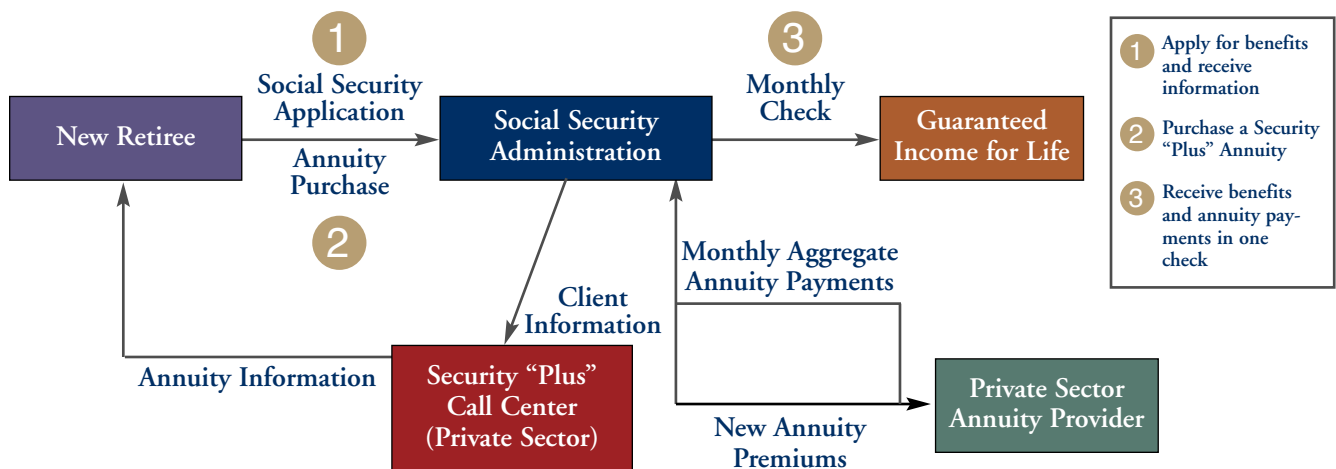 1
Social Security
Application
3
Monthly
Check
New Retiree
Annuity
Purchase
2
Social Security
Administration
Guaranteed
Income for Life
1 Apply for benefits
and receive
information
2 Purchase a Security
“Plus” Annuity
3 Receive benefits
and annuity pay-
ments in one
check
Monthly Aggregate
Annuity Payments
Client
Information
Annuity Information
Security “Plus”
Call Center
(Private Sector)
Private Sector
Annuity Provider
New Annuity
Premiums